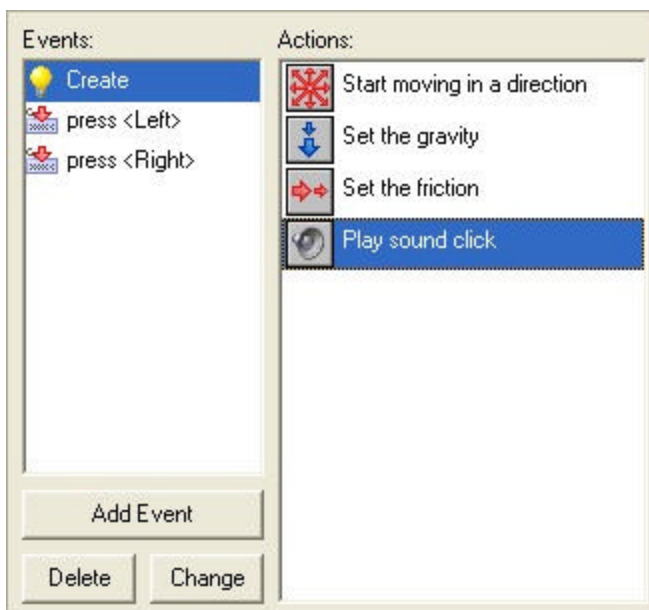 Events:
Create
press <Left>
press <Right>
Add Event
Delete
Change
Actions:
Start moving in a direction
Set the gravity
Set the friction
Play sound click